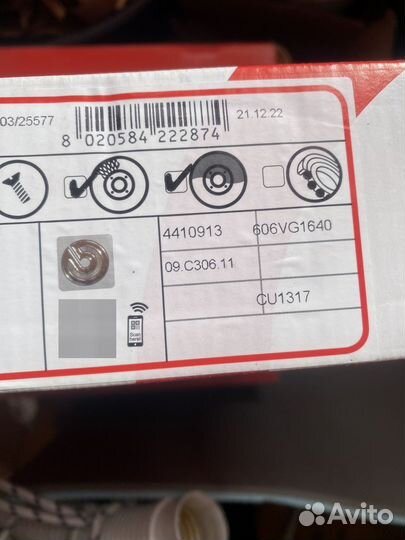 03/25577
21.12.22
8 020584 222874
4410913 606VG1640
09.C306.11
CU1317
Scan here!
Avito